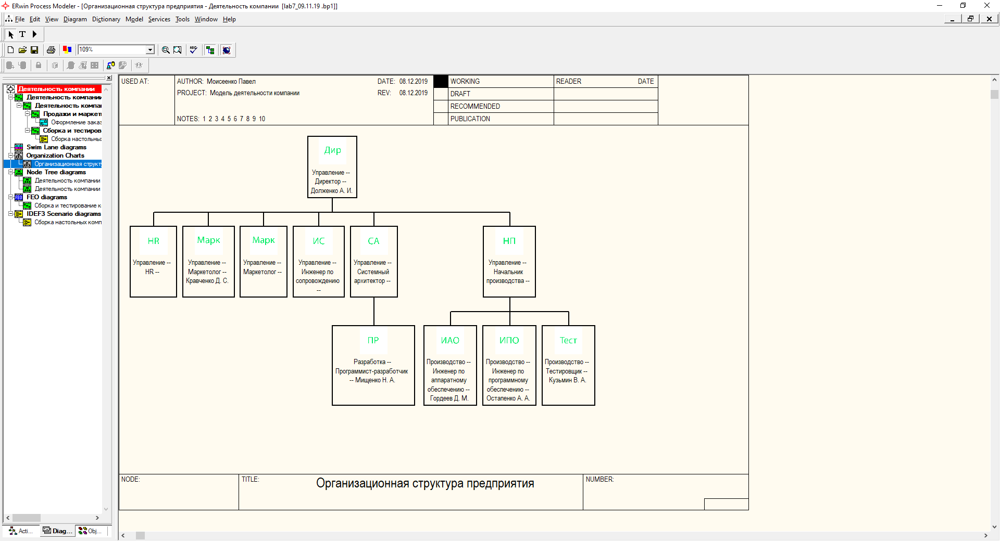 ERwin Process Modeler - [Организационная структура предприятия - Деятельность компании  [lab7_09.11.19 .bp1]]
File Edit View Diagram Dictionary Model Services Tools Window Help
T
109%
ABC
Деятельность компании
Деятельность компании
Деятельность компан
Продажи и маркет
Оформление заказ
Сборка и тестиров
Сборка настольны
Swim Lane diagrams
Organization Charts
Организационная структу
Node Tree diagrams
Деятельность компании
Деятельность компании
FEO diagrams
Сборка и тестирование к
IDEF3 Scenario diagrams
Сборка настольных комп
Acti... Diag... Obj...
USED AT:
AUTHOR: Моисеенко Павел
DATE: 08.12.2019
PROJECT: Модель деятельности компании
REV: 08.12.2019
NOTES: 1 2 3 4 5 6 7 8 9 10
WORKING
DRAFT
RECOMMENDED
PUBLICATION
READER DATE
Дир
Управление --
Директор --
Долженко А. И.
HR
Управление --
HR --
Марк
Управление --
Маркетолог --
Кравченко Д. С.
Марк
Управление --
Маркетолог --
ИС
Управление --
Инженер по
сопровождению
--
СА
Управление --
Системный
архитектор --
НП
Управление --
Начальник
производства --
ПР
Разработка --
Программист-разработчик
-- Мищенко Н. А.
ИАО
Производство --
Инженер по
аппаратному
обеспечению --
Гордеев Д. М.
ИПО
Производство --
Инженер по
программному
обеспечению --
Остапенко А. А.
Тест
Производство --
Тестировщик --
Кузьмин В. А.
NODE:
TITLE:
Организационная структура предприятия
NUMBER: